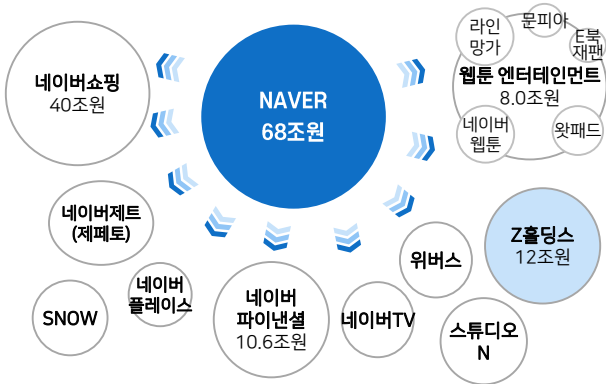 네이버쇼핑
40조원
NAVER
68조원
라인
망가
문피아
E북
재팬
웹툰 엔터테인먼트
8.0조원
네이버
웹툰
왓패드
네이버제트
(제페토)
Z홀딩스
12조원
위버스
네이버
플레이스
SNOW
네이버
파이낸셜
10.6조원
네이버TV
스튜디오
N